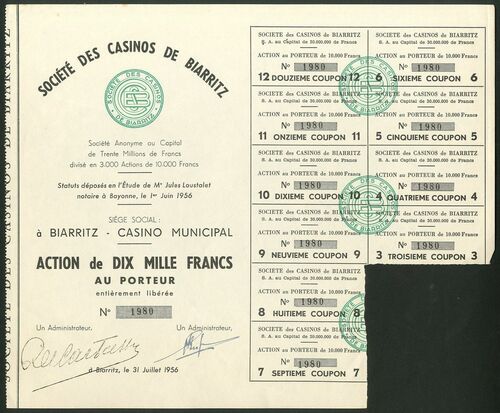 SOCIÉTÉ DES CASINOS DE BIARRITZ
SOCIÉTÉ DES CASINOS
DE BIARRITZ
Société Anonyme au Capital
de Trente Millions de Francs
divisé en 3.000 Actions de 10.000 Francs
Statuts déposés en l'Étude de Me Jules Loustalet
notaire à Bayonne, le 1er Juin 1956
SIÈGE SOCIAL :
à BIARRITZ - CASINO MUNICIPAL
ACTION de DIX MILLE FRANCS
AU PORTEUR
entièrement libérée
No 1980
Un Administrateur,
Un Administrateur,
à Biarritz, le 31 Juillet 1956
SOCIETE des CASINOS de BIARRITZ
S. A. au Capital de 30.000.000 de Francs
ACTION au PORTEUR de 10.000 Francs
No 1980
12 DOUZIEME COUPON 12
SOCIETE des CASINOS de BIARRITZ
S. A. au Capital de 30.000.000 de Francs
ACTION au PORTEUR de 10.000 Francs
No 1980
6 SIXIEME COUPON 6
SOCIETE des CASINOS de BIARRITZ
S. A. au Capital de 30.000.000 de Francs
ACTION au PORTEUR de 10.000 Francs
No 1980
11 ONZIEME COUPON 11
SOCIETE des CASINOS de BIARRITZ
S. A. au Capital de 30.000.000 de Francs
ACTION au PORTEUR de 10.000 Francs
No 1980
5 CINQUIEME COUPON 5
SOCIETE des CASINOS de BIARRITZ
S. A. au Capital de 30.000.000 de Francs
ACTION au PORTEUR de 10.000 Francs
No 1980
10 DIXIEME COUPON 10
SOCIETE des CASINOS de BIARRITZ
S. A. au Capital de 30.000.000 de Francs
ACTION au PORTEUR de 10.000 Francs
No 1980
4 QUATRIEME COUPON 4
SOCIETE des CASINOS de BIARRITZ
S. A. au Capital de 30.000.000 de Francs
ACTION au PORTEUR de 10.000 Francs
No 1980
9 NEUVIEME COUPON 9
SOCIETE des CASINOS de BIARRITZ
S. A. au Capital de 30.000.000 de Francs
ACTION au PORTEUR de 10.000 Francs
No 1980
3 TROISIEME COUPON 3
SOCIETE des CASINOS de BIARRITZ
S. A. au Capital de 30.000.000 de Francs
ACTION au PORTEUR de 10.000 Francs
No 1980
8 HUITIEME COUPON 8
SOCIETE des CASINOS de BIARRITZ
S. A. au Capital de 30.000.000 de Francs
ACTION au PORTEUR de 10.000 Francs
No 1980
7 SEPTIEME COUPON 7